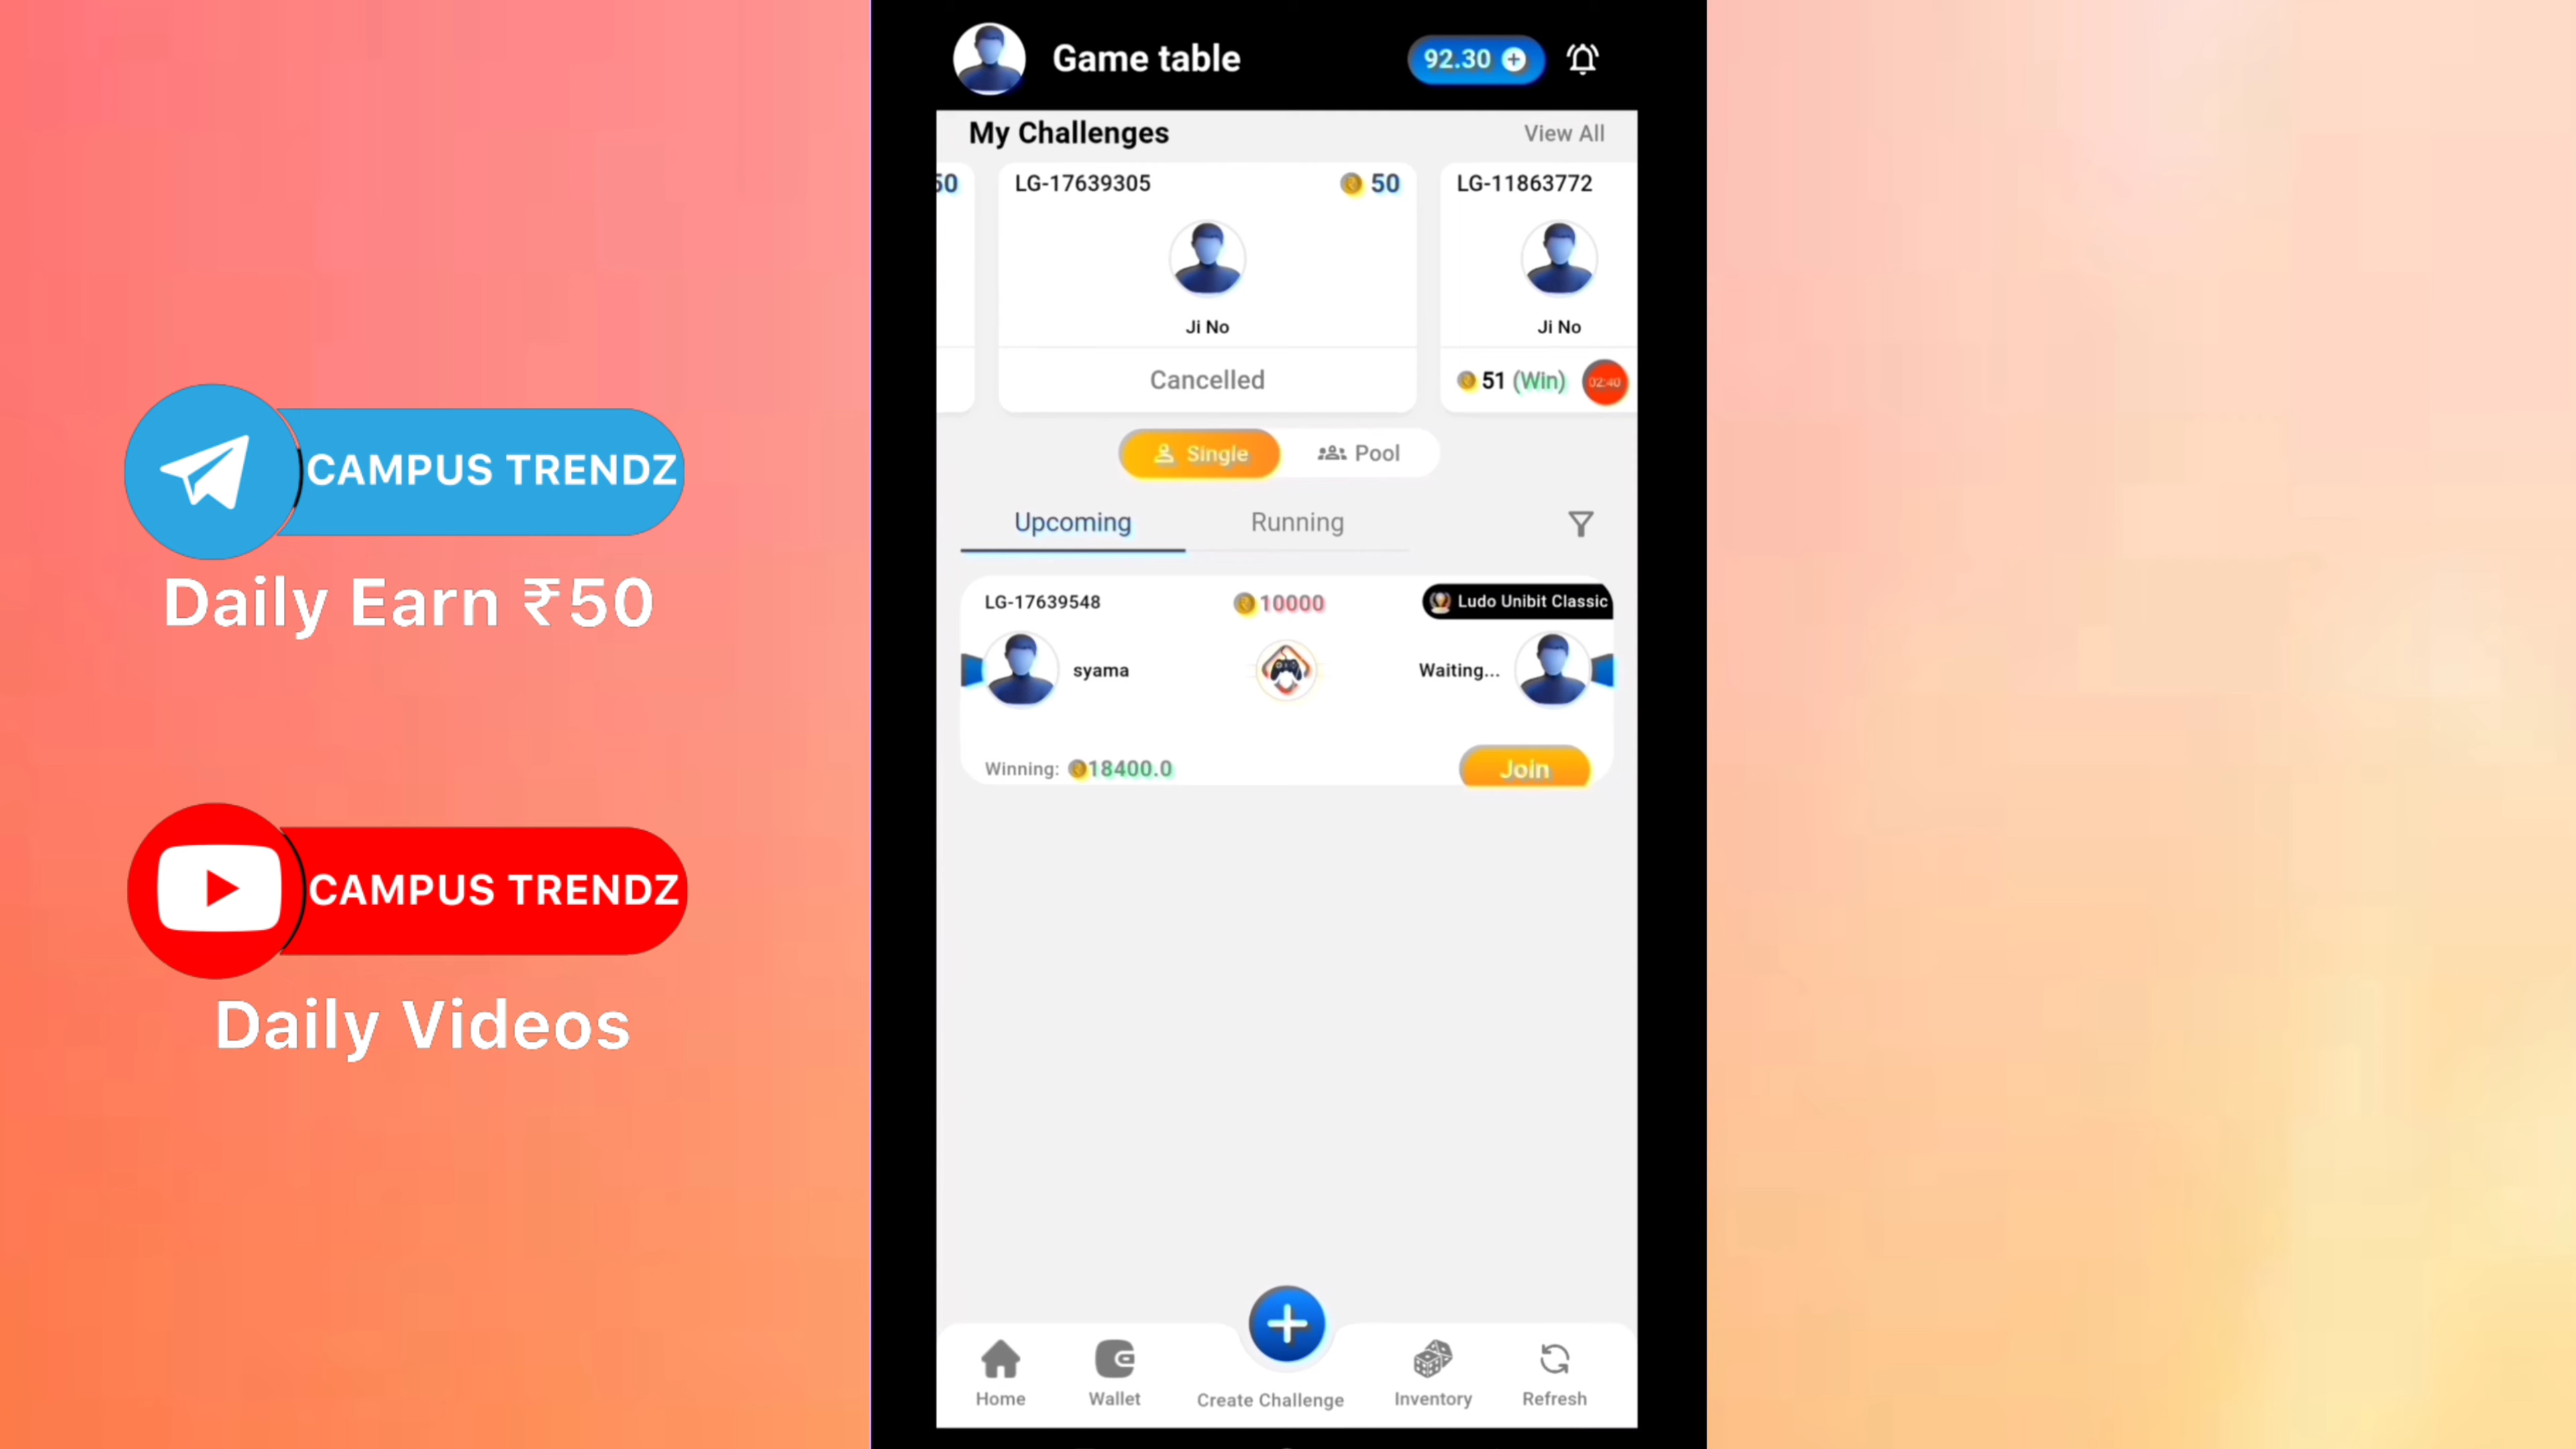 CAMPUS TRENDZ
Daily Earn ₹50
CAMPUS TRENDZ
Daily Videos
Game table
92.30
My Challenges
View All
50
LG-17639305
50
LG-11863772
Ji No
Ji No
Cancelled
51 (Win)
02:40
Single
Pool
Upcoming
Running
LG-17639548
10000
Ludo Unibit Classic
syama
Waiting...
Winning: 18400.0
Join
Home
Wallet
Create Challenge
Inventory
Refresh